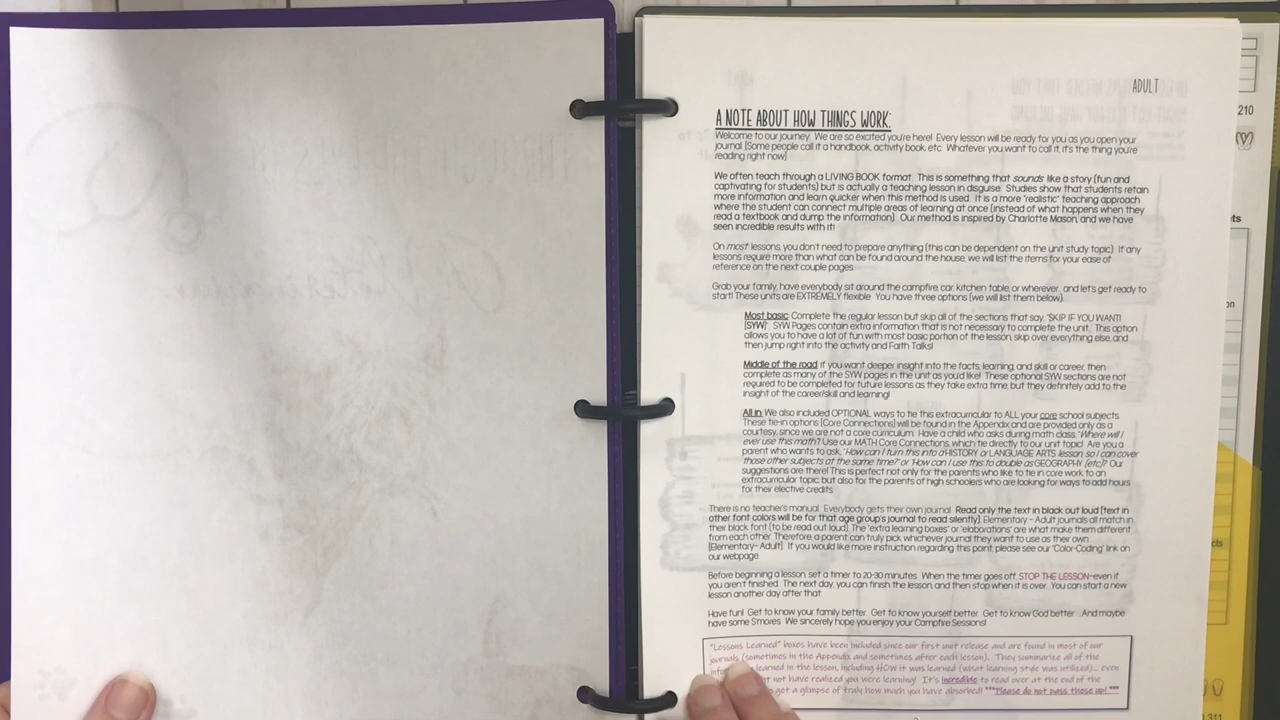 ADULT
A NOTE ABOUT HOW THINGS WORK:
Welcome to our journey. We are so excited you're here! Every lesson will be ready for you as you open your
journal. [Some people call it a handbook, activity book, etc. Whatever you want to call it, it's the thing you're
reading right now.]
We often teach through a LIVING BOOK format. This is something that sounds like a story (fun and
captivating for students) but is actually a teaching lesson in disguise. Studies show that students retain
more information and learn quicker when this method is used. It is a more "realistic" teaching approach
where the student can connect multiple areas of learning at once (instead of what happens when they
read a textbook and dump the information). Our method is inspired by Charlotte Mason, and we have
seen incredible results with it!
On most lessons, you don't need to prepare anything (this can be dependent on the unit study topic). If any
lessons require more than what can be found around the house, we will list the items for your ease of
reference on the next couple pages.
Grab your family, have everybody sit around the campfire, car, kitchen table, or wherever, and let's get ready to
start! These units are EXTREMELY flexible. You have three options (we will list them below).
Most basic: Complete the regular lesson but skip all of the sections that say, "SKIP IF YOU WANT!
[SYW]". SYW Pages contain extra information that is not necessary to complete the unit. This option
allows you to have a lot of fun with most basic portion of the lesson, skip over everything else, and
then jump right into the activity and Faith Talks!
Middle of the road: if you want deeper insight into the facts, learning, and skill or career, then
complete as many of the SYW pages in the unit as you'd like! These optional SYW sections are not
required to be completed for future lessons as they take extra time, but they definitely add to the
insight of the career/skill and learning!
All in: We also included OPTIONAL ways to tie this extracurricular to ALL your core school subjects.
These tie-in options [Core Connections] will be found in the Appendix and are provided only as a
courtesy, since we are not a core curriculum. Have a child who asks during math class, "Where will I
ever use this math"? Use our MATH Core Connections, which tie directly to our unit topic! Are you a
parent who wants to ask, "How can I turn this into a HISTORY or LANGUAGE ARTS lesson, so I can cover
those other subjects at the same time?" or "How can I use this to double as GEOGRAPHY (etc)?" Our
suggestions are there! This is perfect not only for the parents who like to tie in core work to an
extracurricular topic, but also for the parents of high schoolers who are looking for ways to add hours
for their elective credits.
There is no teacher's manual. Everybody gets their own journal. Read only the text in black out loud [text in
other font colors will be for that age group's journal to read silently]. Elementary - Adult journals all match in
their black font [to be read out loud]. The "extra learning boxes" or "elaborations" are what make them different
from each other. Therefore, a parent can truly pick whichever journal they want to use as their own
[Elementary- Adult]. If you would like more instruction regarding this point, please see our "Color-Coding" link on
our webpage.
Before beginning a lesson, set a timer to 20-30 minutes. When the timer goes off, STOP THE LESSON-even if
you aren't finished. The next day, you can finish the lesson, and then stop when it is over. You can start a new
lesson another day after that.
Have fun! Get to know your family better. Get to know yourself better. Get to know God better. And maybe
have some S'mores. We sincerely hope you enjoy your Campfire Sessions!
"Lessons Learned" boxes have been included since our first unit release and are found in most of our
journals (sometimes in the Appendix and sometimes after each lesson). They summarize all of the
learned in the lesson, including HOW it was learned (what learning style was utilized)... even
not have realized you were learning! It's incredible to read over at the end of the
get a glimpse of truly how much you have absorbed! ***Please do not pass these up! ***
210
311